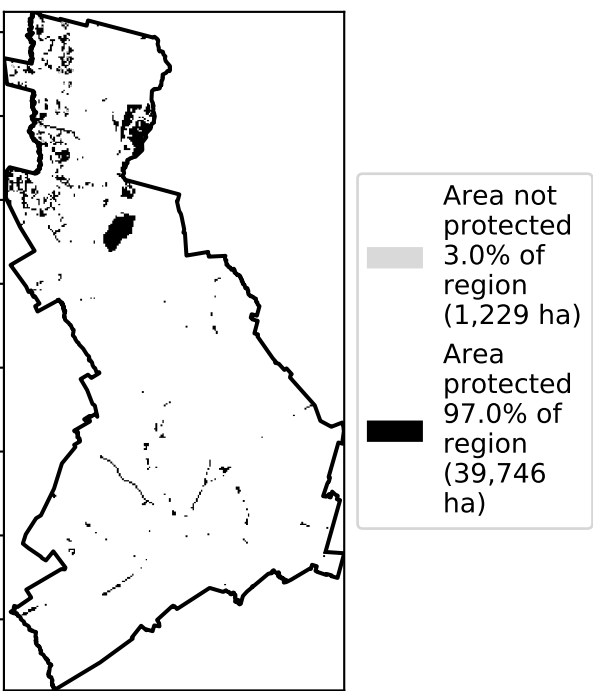 Area not
protected
3.0% of
region
(1,229 ha)
Area
protected
97.0% of
region
(39,746
ha)